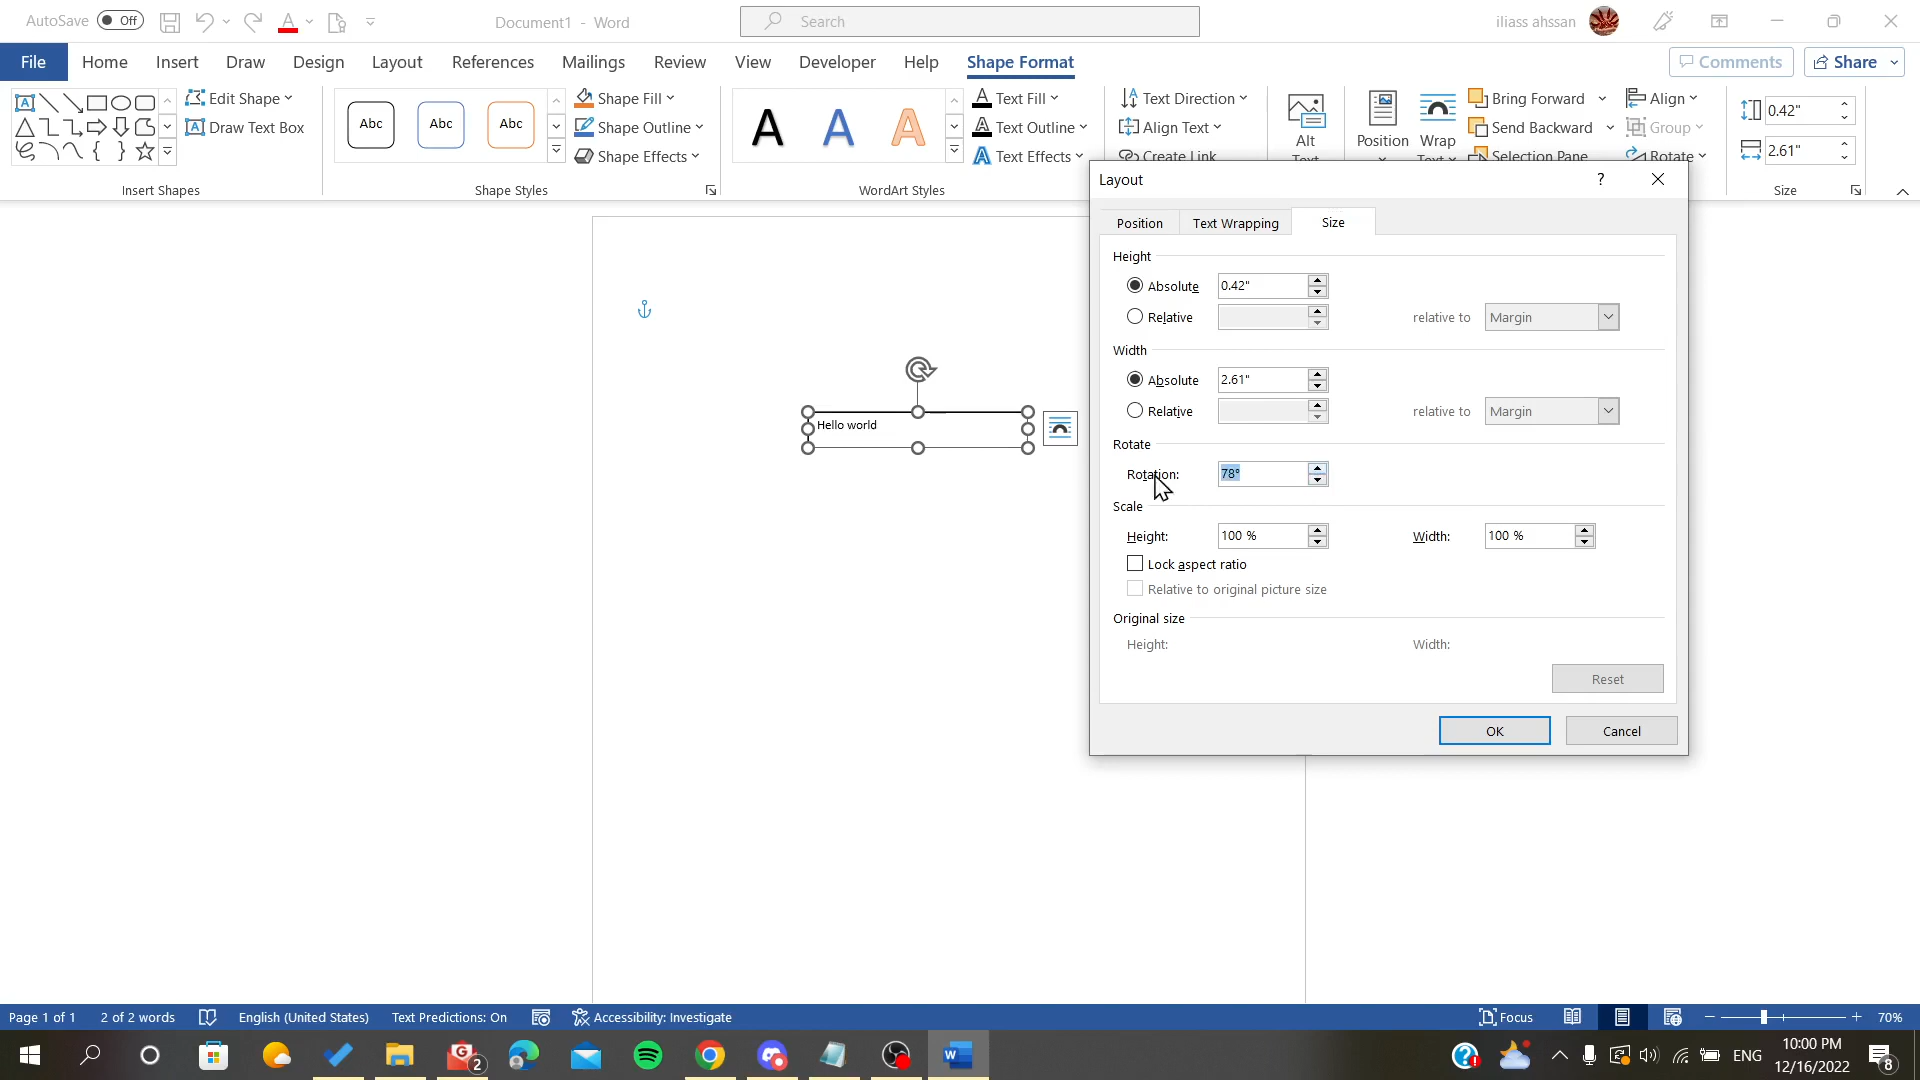 AutoSave Off
Document1 - Word
Search
iliass ahssan
File Home Insert Draw Design Layout References Mailings Review View Developer Help Shape Format
Comments Share
Edit Shape
Draw Text Box
Insert Shapes
Abc Abc Abc
Shape Fill
Shape Outline
Shape Effects
Shape Styles
A A A
WordArt Styles
Text Fill
Text Outline
Text Effects
Text Direction
Align Text
Create Link
Alt
Text
Position
Wrap
Text
Bring Forward
Send Backward
Selection Pane
Align
Group
Rotate
0.42"
2.61"
Size
Hello world
Layout
?
Position Text Wrapping Size
Height
Absolute 0.42"
Relative relative to Margin
Width
Absolute 2.61"
Relative relative to Margin
Rotate
Rotation: 78°
Scale
Height: 100 % Width: 100 %
Lock aspect ratio
Relative to original picture size
Original size
Height: Width:
Reset
OK Cancel
Page 1 of 1 2 of 2 words English (United States) Text Predictions: On Accessibility: Investigate Focus 70%
2
ENG
10:00 PM
12/16/2022
8